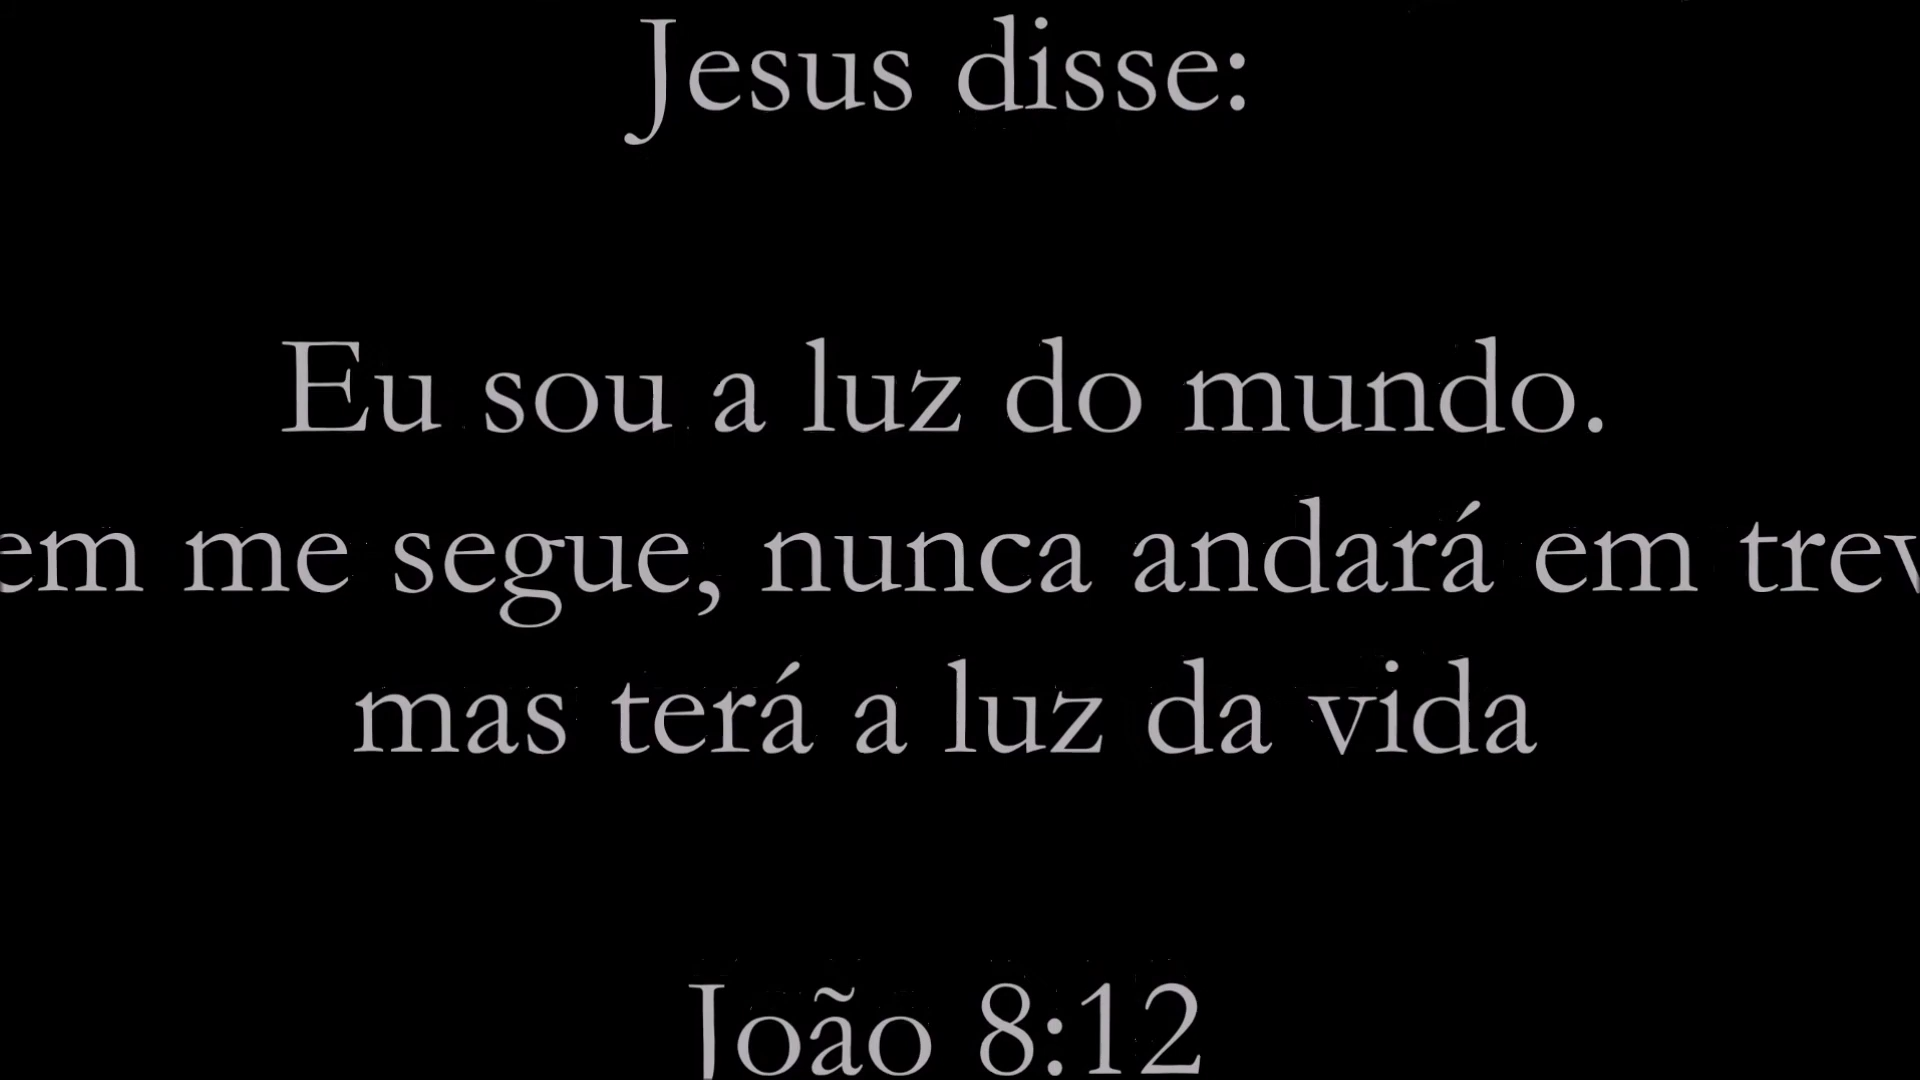 Jesus disse:
Eu sou a luz do mundo.
em me segue, nunca andará em trev
mas terá a luz da vida
João 8:12